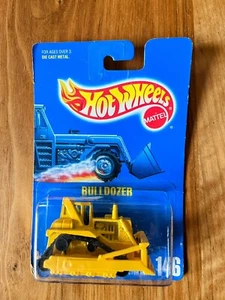 FOR AGES OVER 3
DIE CAST METAL
Hot Wheels
MATTEL
BULLDOZER
146